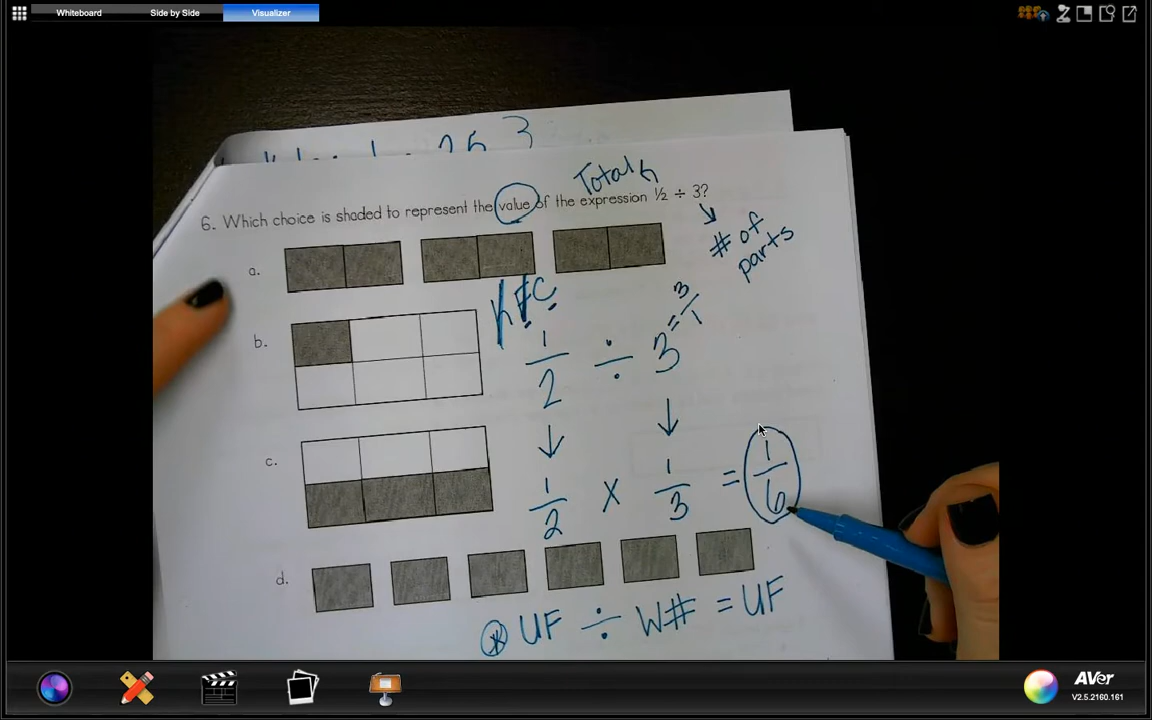 Whiteboard Side by Side Visualizer
25 3
Total
6. Which choice is shaded to represent the value of the expression ½ ÷ 3?
# of
parts
a.
KFC
3/1
b.
1/2 ÷ 3 =
c.
1/2 X 1/3 = 1/6
d.
* UF ÷ W# = UF
AVer
V2.5.2160.161